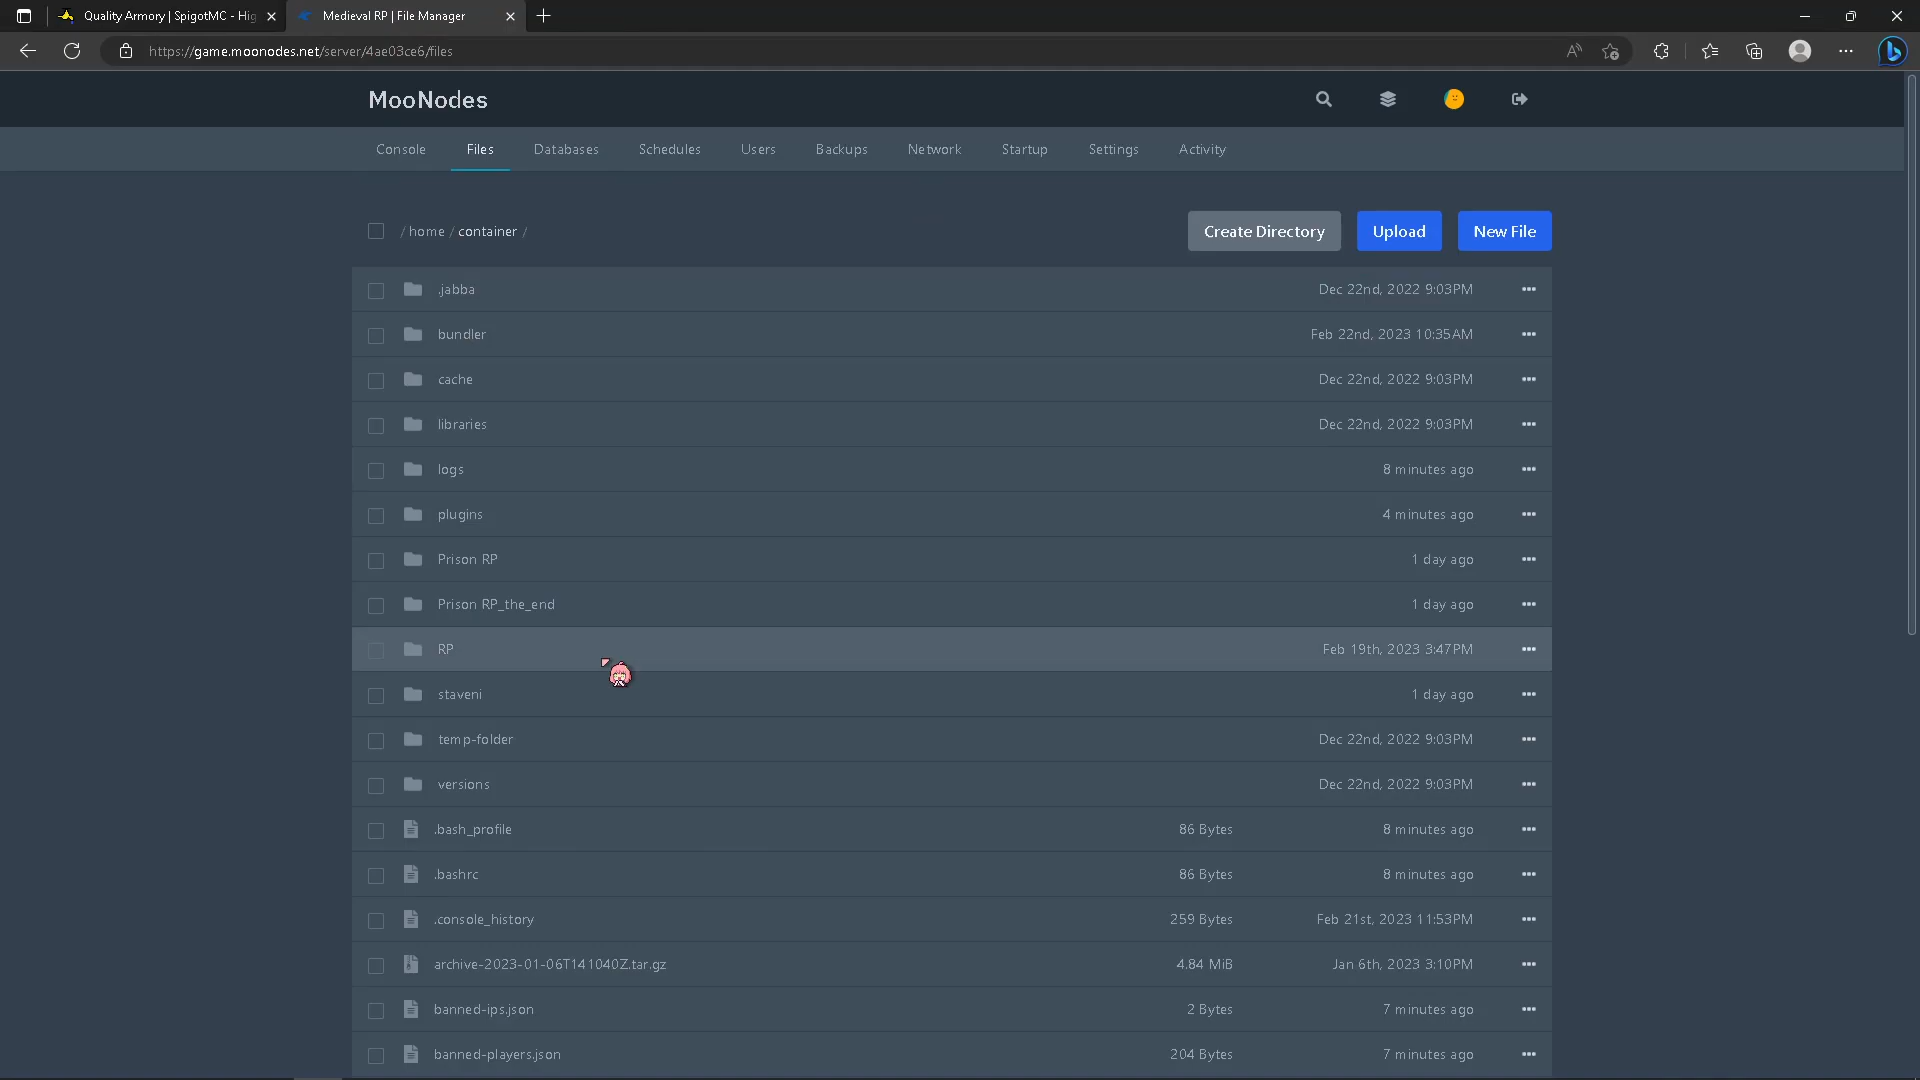 Quality Armory | SpigotMC - Hig
Medieval RP | File Manager
https://game.moonodes.net/server/4ae03ce6/files
MooNodes
Console Files Databases Schedules Users Backups Network Startup Settings Activity
/ home / container /
Create Directory Upload New File
.jabba Dec 22nd, 2022 9:03PM
bundler Feb 22nd, 2023 10:35AM
cache Dec 22nd, 2022 9:03PM
libraries Dec 22nd, 2022 9:03PM
logs 8 minutes ago
plugins 4 minutes ago
Prison RP 1 day ago
Prison RP_the_end 1 day ago
RP Feb 19th, 2023 3:47PM
staveni 1 day ago
temp-folder Dec 22nd, 2022 9:03PM
versions Dec 22nd, 2022 9:03PM
.bash_profile 86 Bytes 8 minutes ago
.bashrc 86 Bytes 8 minutes ago
.console_history 259 Bytes Feb 21st, 2023 11:53PM
archive-2023-01-06T141040Z.tar.gz 4.84 MiB Jan 6th, 2023 3:10PM
banned-ips.json 2 Bytes 7 minutes ago
banned-players.json 204 Bytes 7 minutes ago